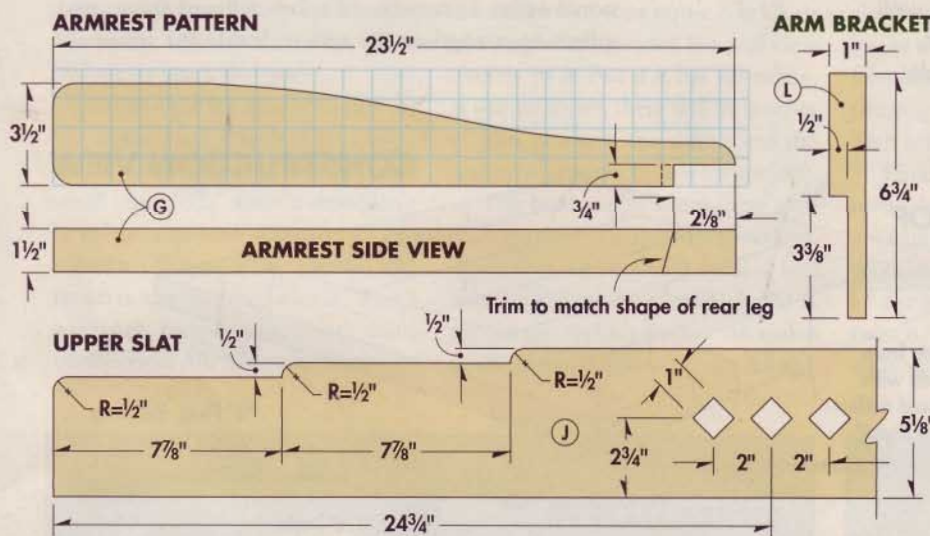 ARMREST PATTERN
23½"
3½"
¾"
2⅛"
G
1½"
ARMREST SIDE VIEW
Trim to match shape of rear leg
ARM BRACKET
1"
L
½"
6¾"
3⅜"
UPPER SLAT
½"
½"
R=½"
R=½"
R=½"
1"
J
7⅞"
7⅞"
2¾"
2"
2"
5⅛"
24¾"